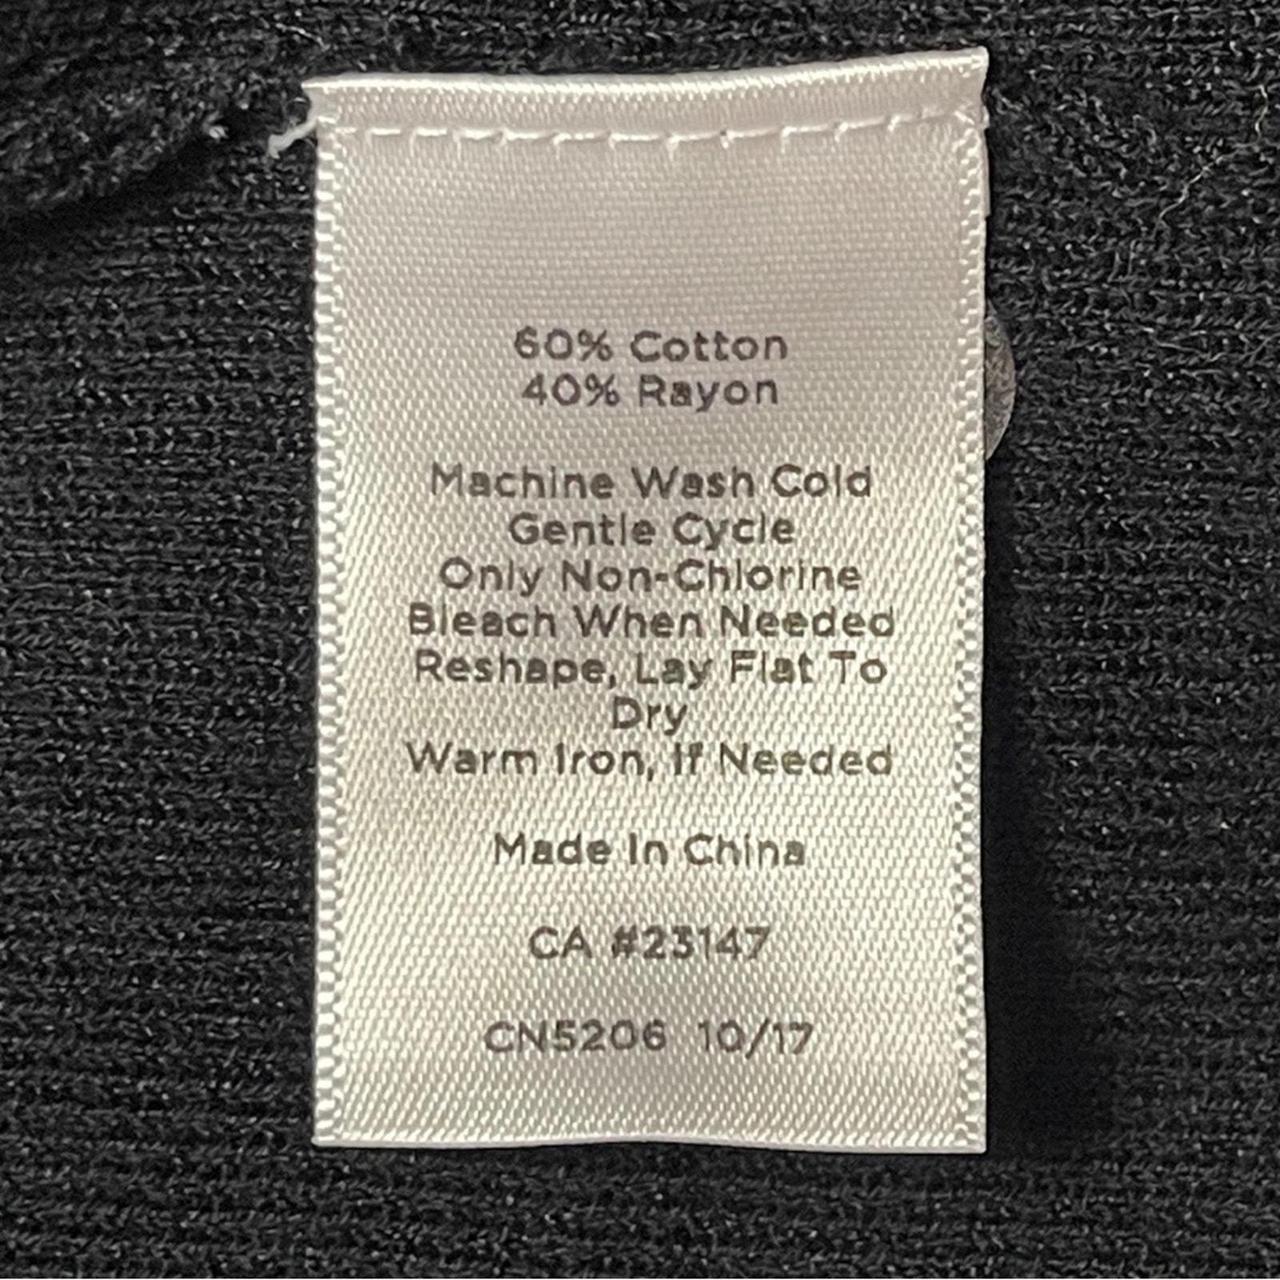 60% Cotton
40% Rayon
Machine Wash Cold
Gentle Cycle
Only Non-Chlorine
Bleach When Needed
Reshape, Lay Flat To
Dry
Warm Iron, If Needed
Made In China
CA #23147
CN5206 10/17